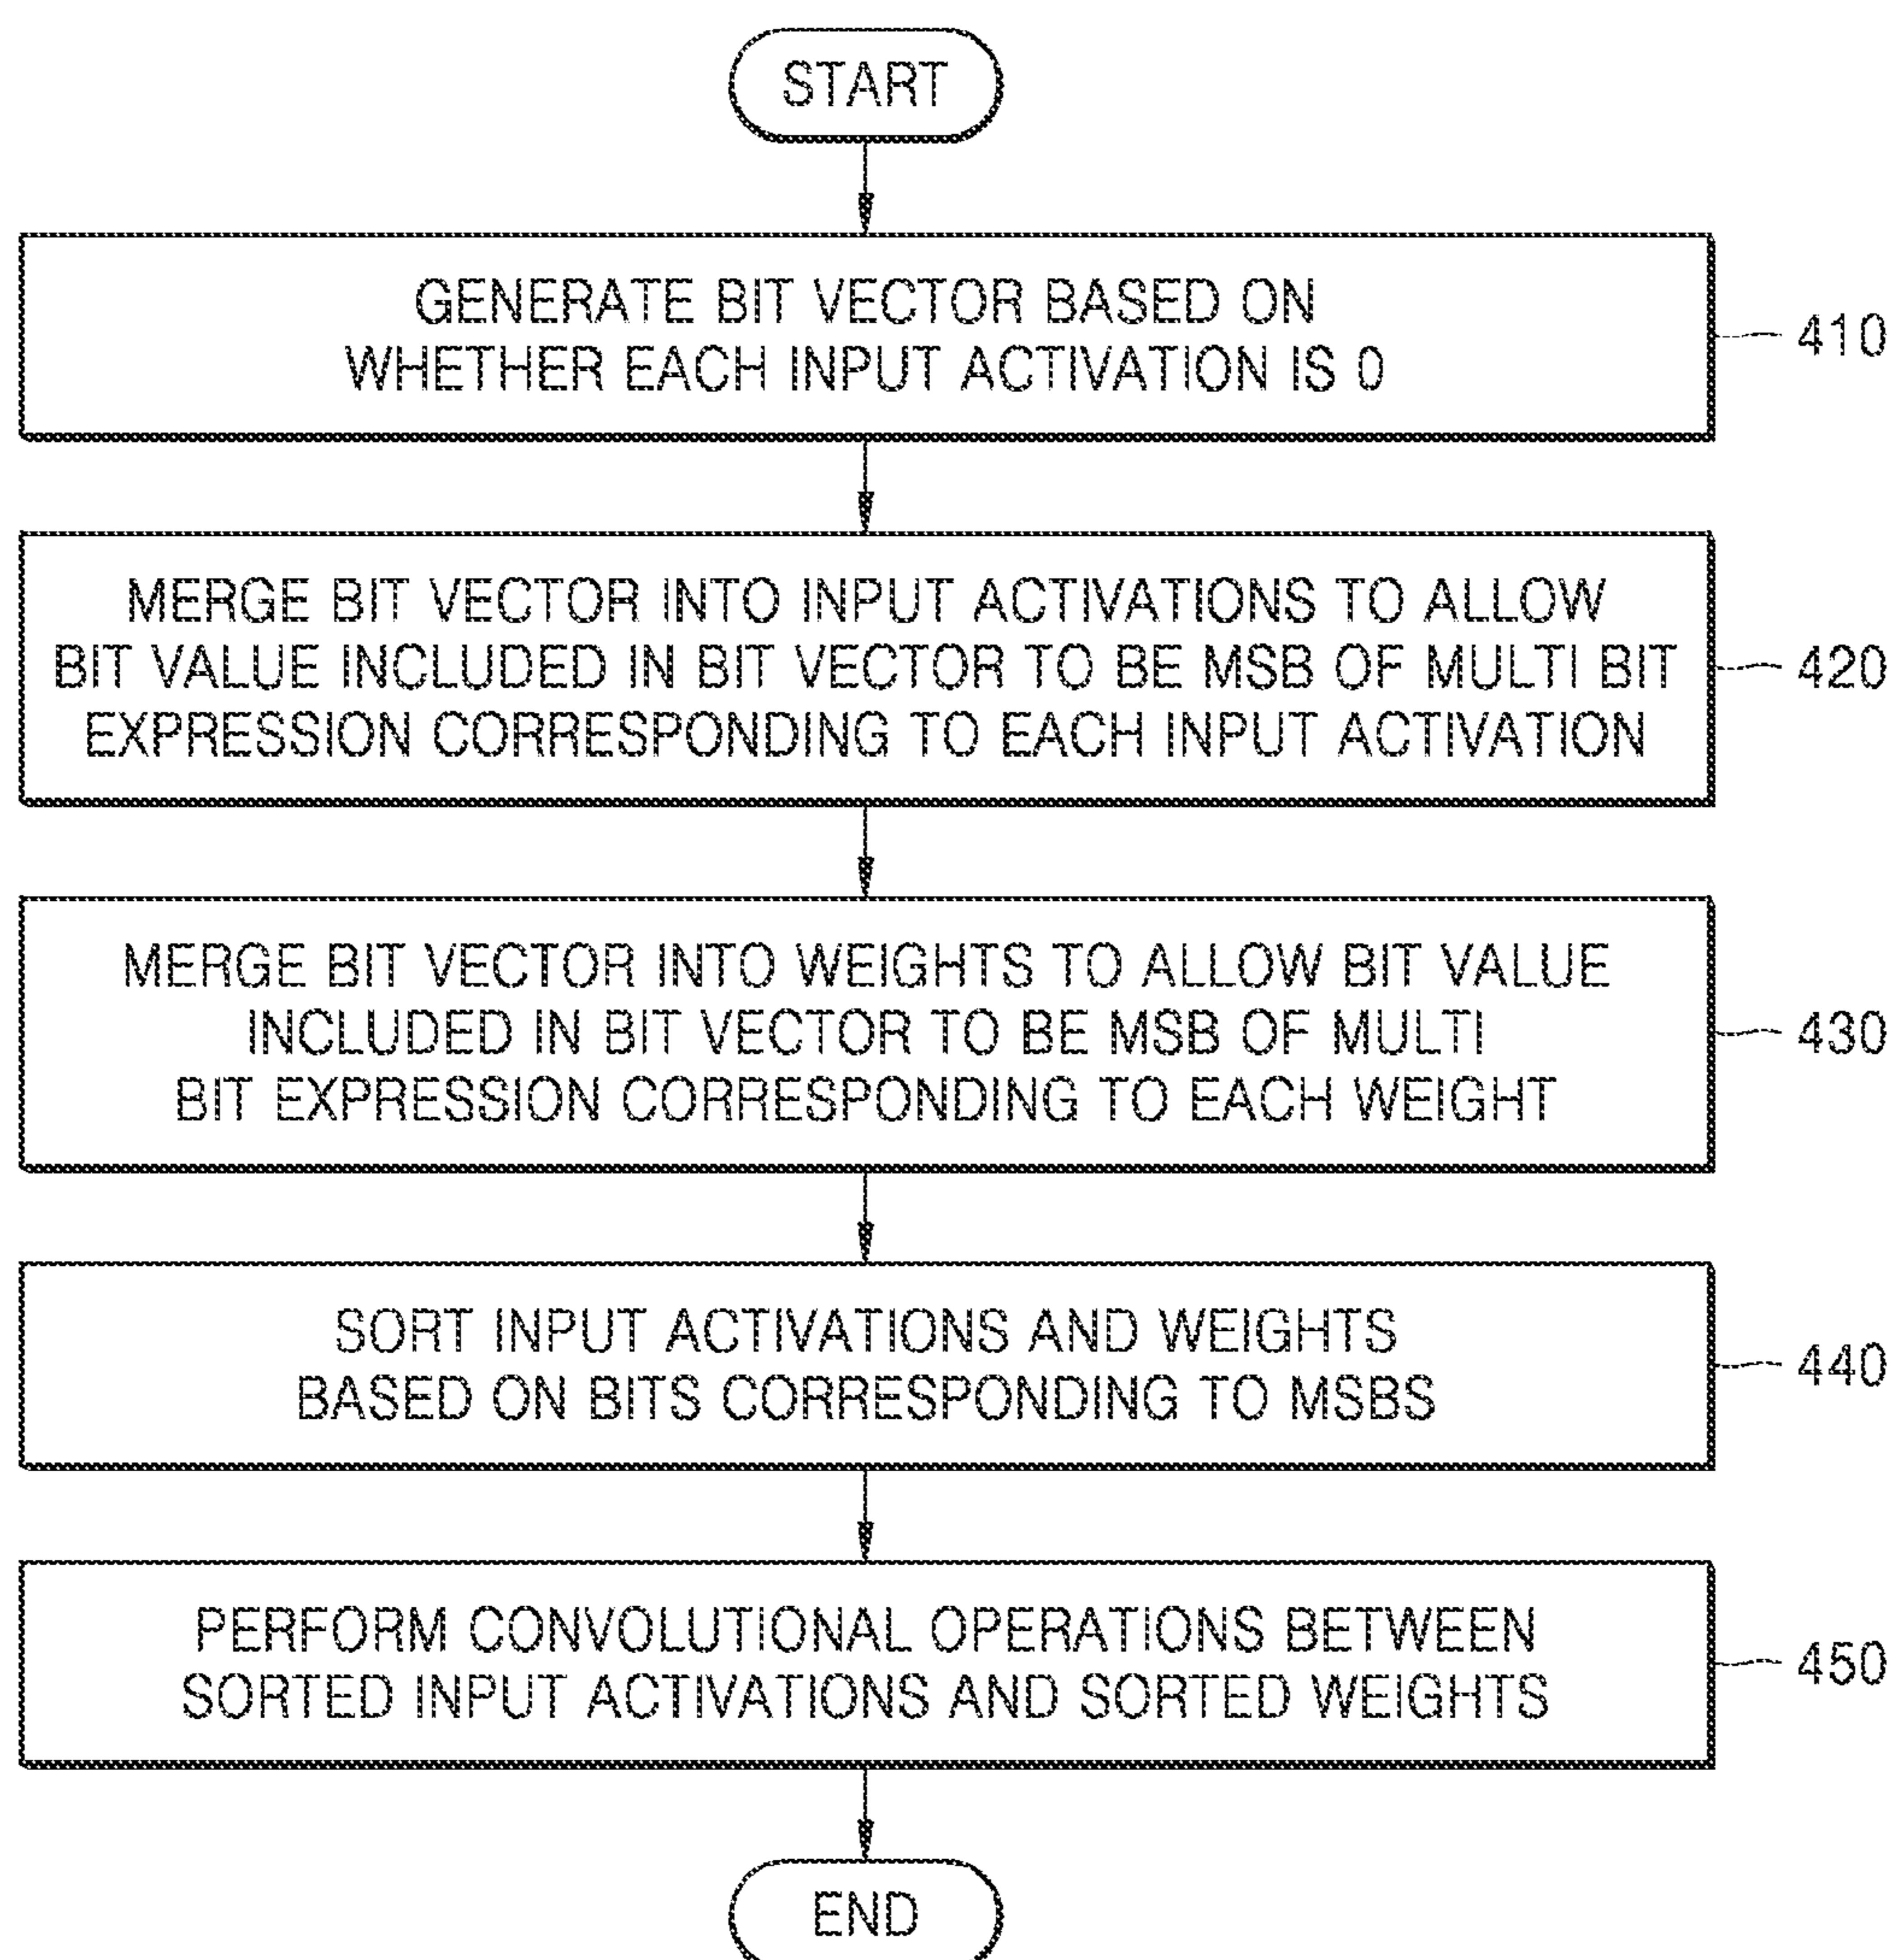 START
GENERATE BIT VECTOR BASED ON
WHETHER EACH INPUT ACTIVATION IS 0
410
MERGE BIT VECTOR INTO INPUT ACTIVATIONS TO ALLOW
BIT VALUE INCLUDED IN BIT VECTOR TO BE MSB OF MULTI BIT
EXPRESSION CORRESPONDING TO EACH INPUT ACTIVATION
420
MERGE BIT VECTOR INTO WEIGHTS TO ALLOW BIT VALUE
INCLUDED IN BIT VECTOR TO BE MSB OF MULTI
BIT EXPRESSION CORRESPONDING TO EACH WEIGHT
430
SORT INPUT ACTIVATIONS AND WEIGHTS
BASED ON BITS CORRESPONDING TO MSBS
440
PERFORM CONVOLUTIONAL OPERATIONS BETWEEN
SORTED INPUT ACTIVATIONS AND SORTED WEIGHTS
450
END